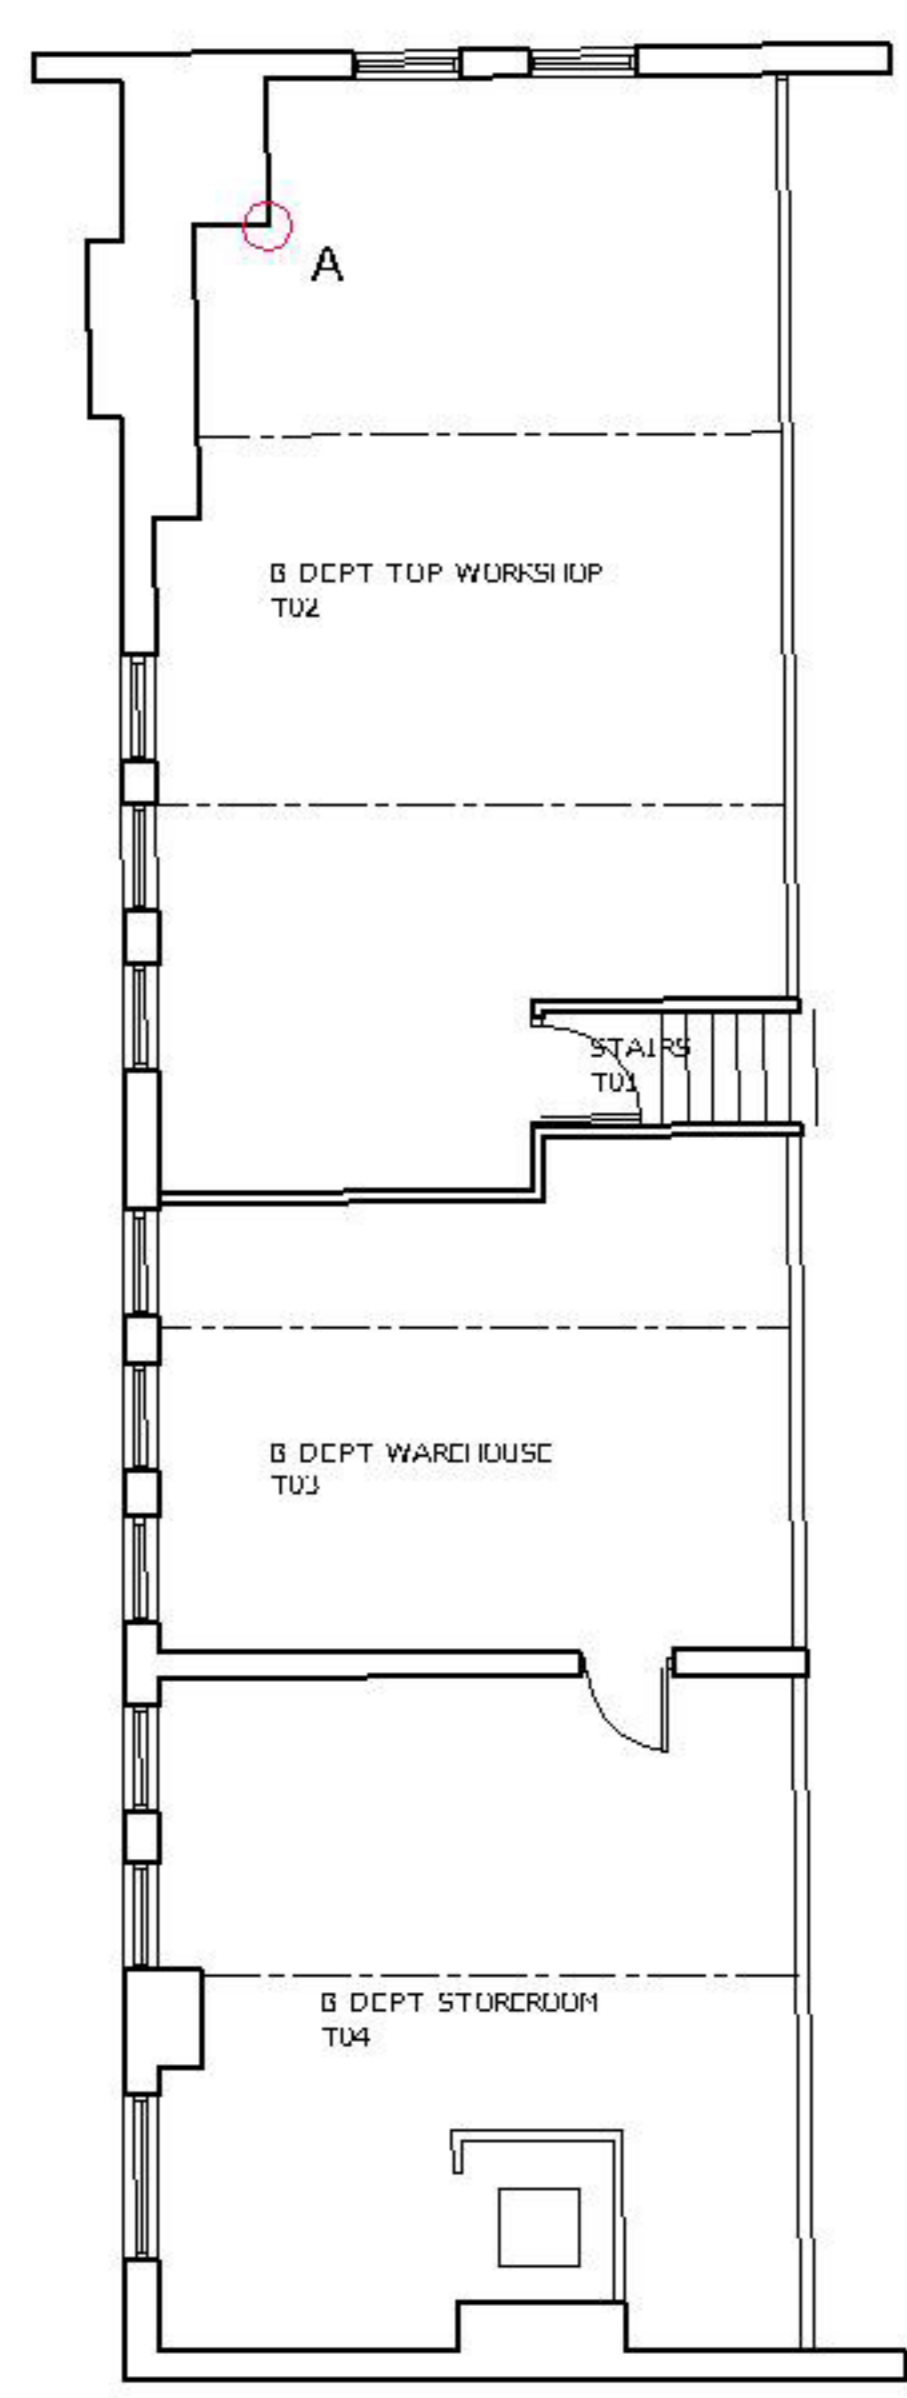 A
B DEPT TOP WORKSHOP
T02
STAIRS
T01
B DEPT WAREHOUSE
T03
B DEPT STOREROOM
T04